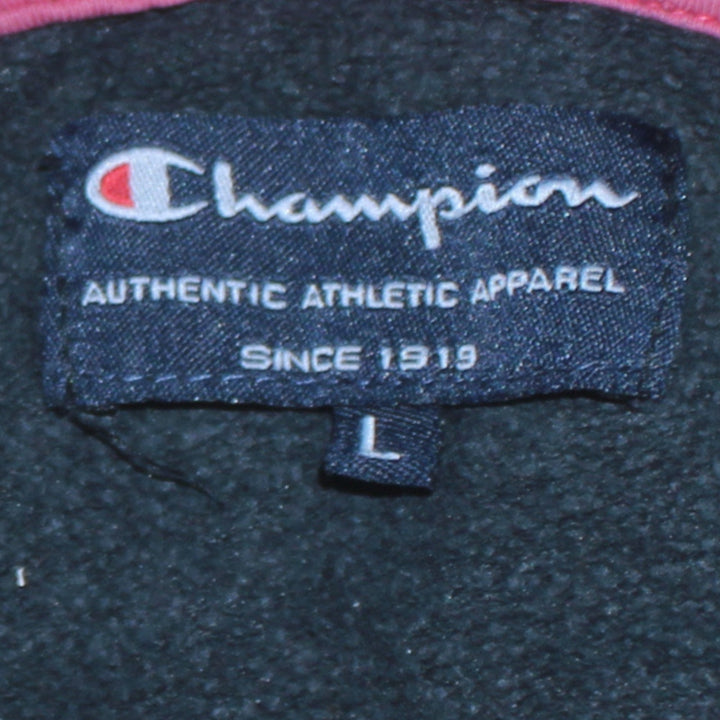 Champion
AUTHENTIC ATHLETIC APPAREL
SINCE 1919
L